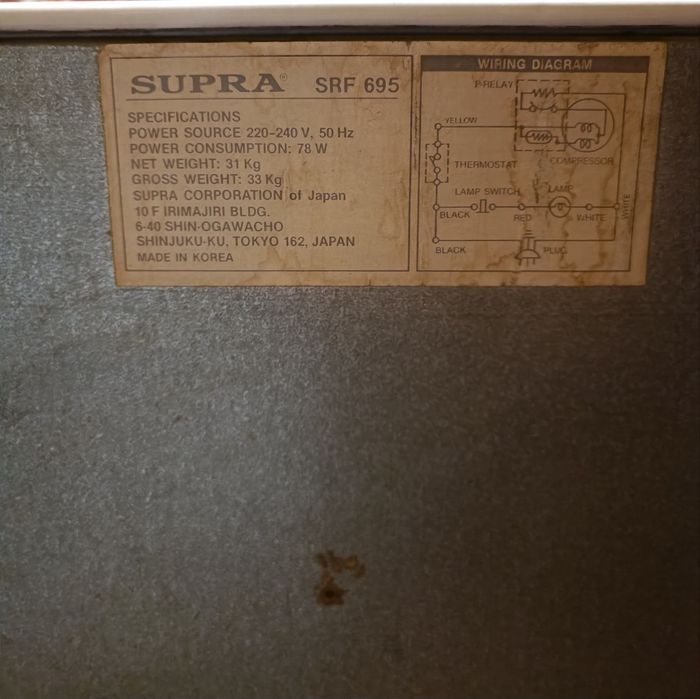 SUPRA® SRF 695
SPECIFICATIONS
POWER SOURCE 220-240 V, 50 Hz
POWER CONSUMPTION: 78 W
NET WEIGHT: 31 Kg
GROSS WEIGHT: 33 Kg
SUPRA CORPORATION of Japan
10 F IRIMAJIRI BLDG.
6-40 SHIN-OGAWACHO
SHINJUKU-KU, TOKYO 162, JAPAN
MADE IN KOREA
WIRING DIAGRAM
P-RELAY
YELLOW
THERMOSTAT
COMPRESSOR
LAMP SWITCH
LAMP
BLACK
RED
WHITE
WHITE
BLACK
PLUG